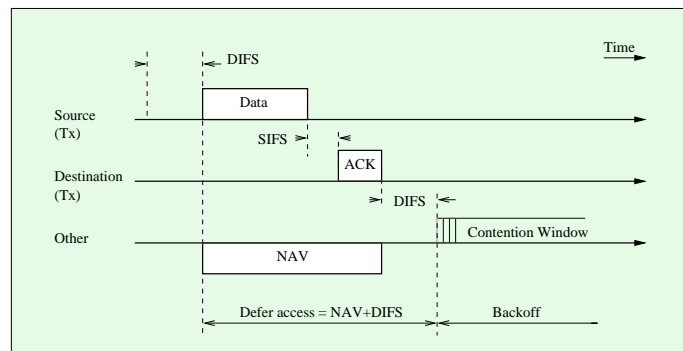 Time
DIFS
Data
Source
(Tx)
SIFS
ACK
Destination
(Tx)
DIFS
Other
Contention Window
NAV
Defer access = NAV+DIFS
Backoff